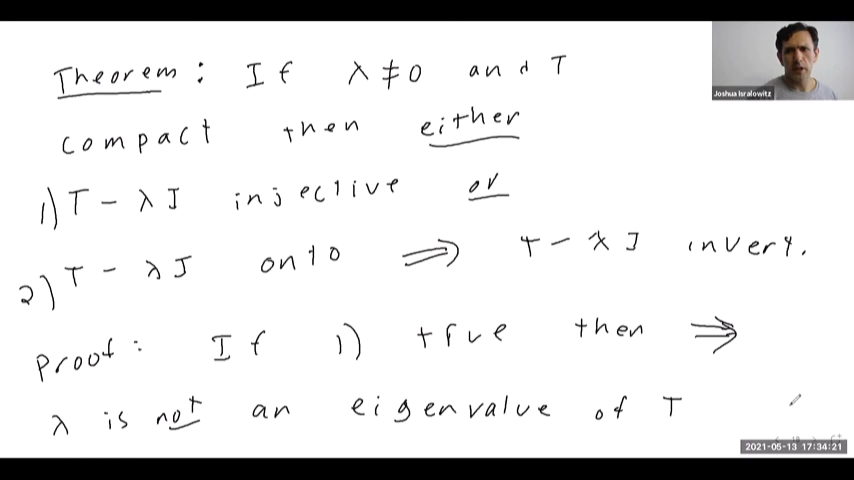 Theorem: If λ ≠ 0 and T
Joshua Isralowitz
compact then either
1) T - λI injective or
2) T - λI onto ⟹ T - λI invert.
Proof: If 1) true then ⟹
λ is not an eigenvalue of T
2021-05-13 17:34:21